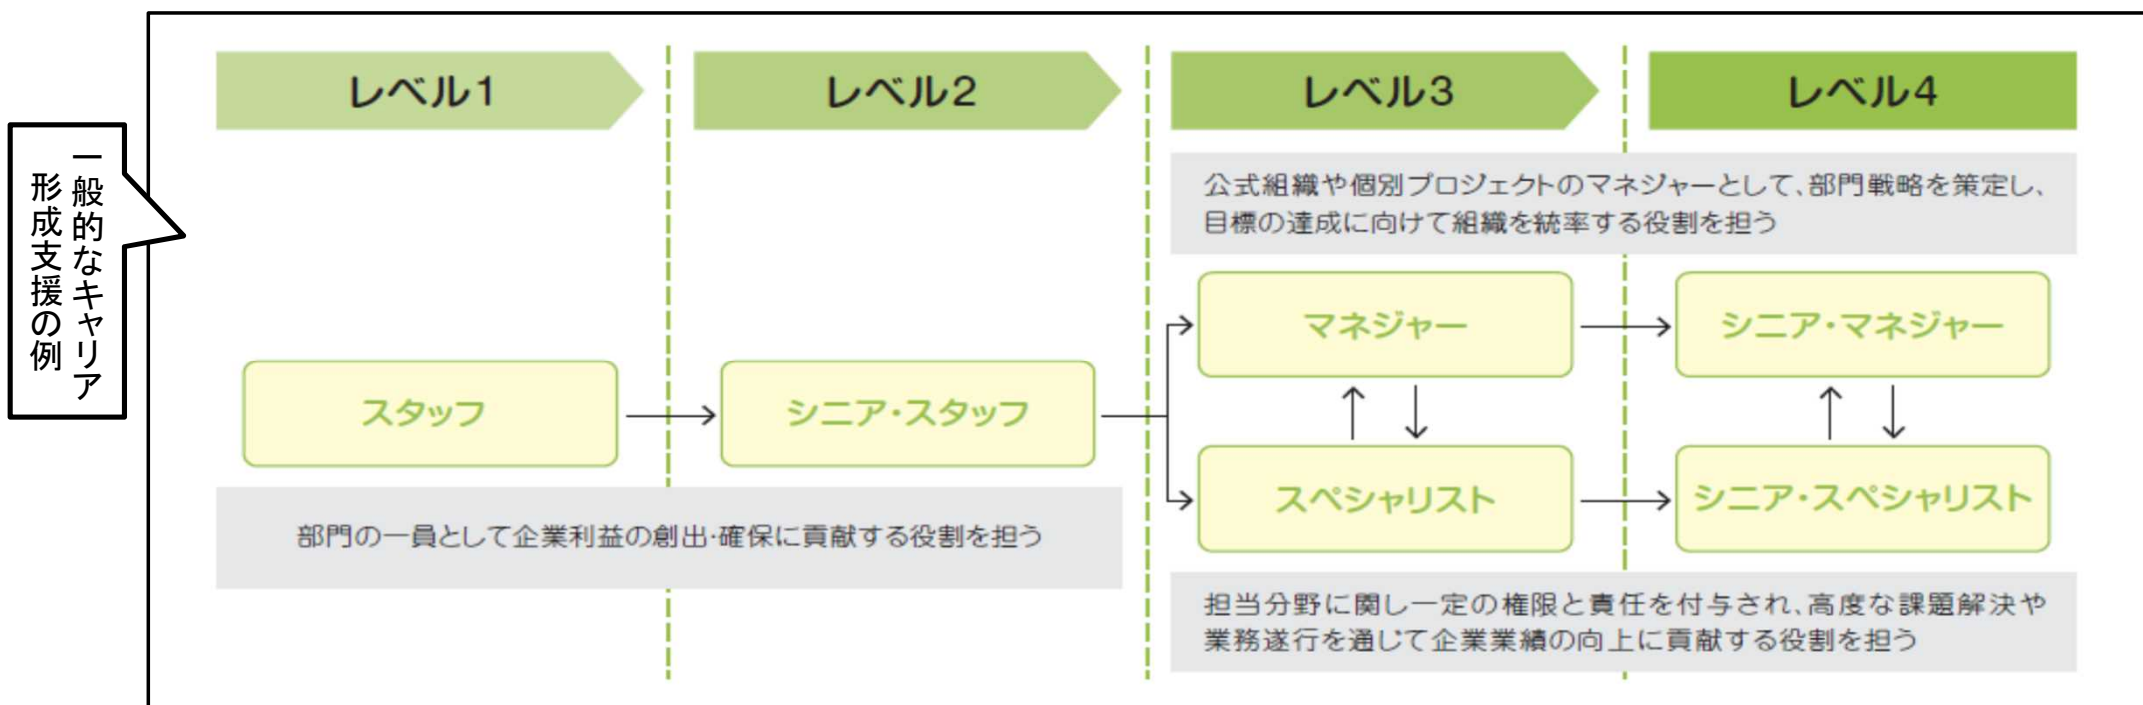 一般的なキャリア
形成支援の例
レベル1
レベル2
レベル3
レベル4
公式組織や個別プロジェクトのマネジャーとして、部門戦略を策定し、
目標の達成に向けて組織を統率する役割を担う
マネジャー
シニア・マネジャー
スタッフ
シニア・スタッフ
スペシャリスト
シニア・スペシャリスト
部門の一員として企業利益の創出・確保に貢献する役割を担う
担当分野に関し一定の権限と責任を付与され、高度な課題解決や
業務遂行を通じて企業業績の向上に貢献する役割を担う